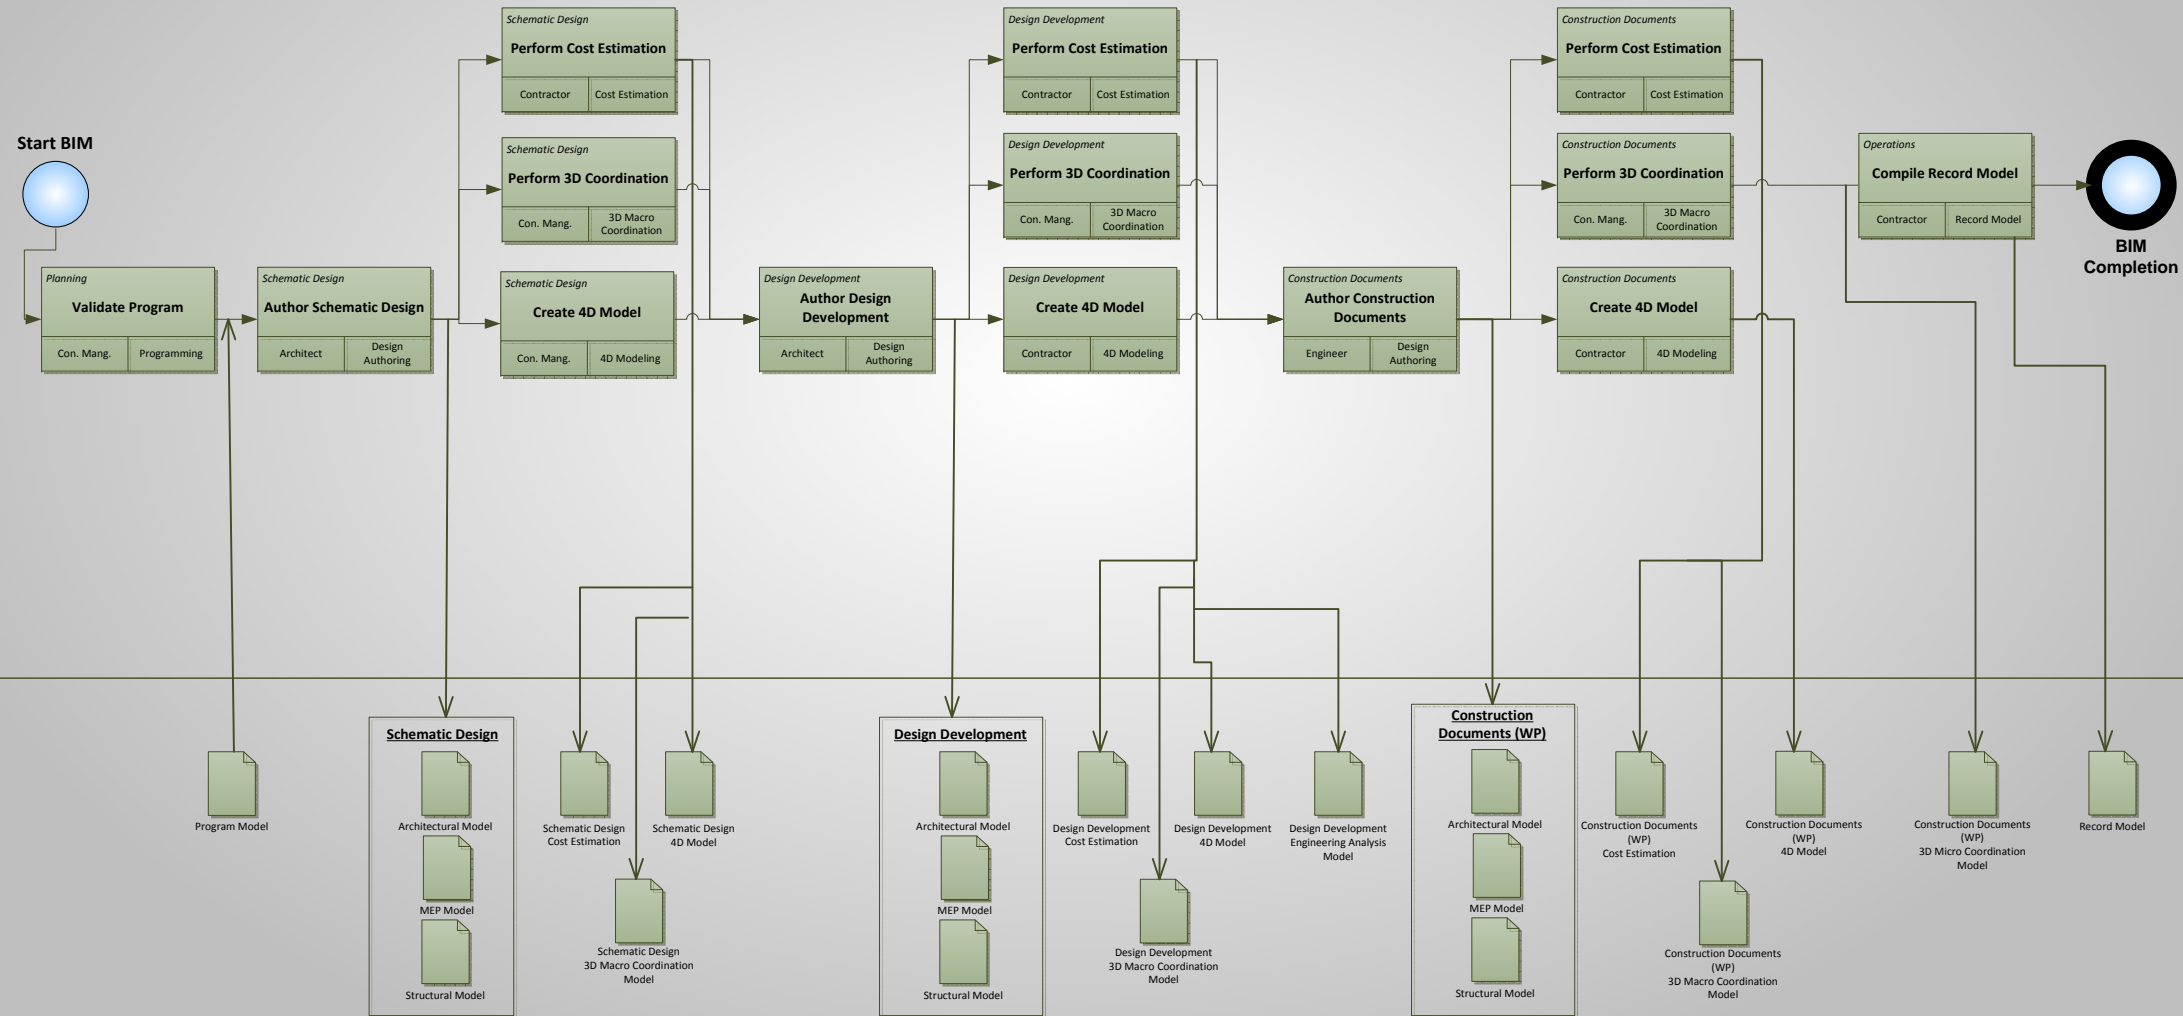 Start BIM
Planning
Validate Program
Con. Mang.
Programming
Schematic Design
Author Schematic Design
Architect
Design
Authoring
Schematic Design
Perform Cost Estimation
Contractor
Cost Estimation
Schematic Design
Perform 3D Coordination
Con. Mang.
3D Macro
Coordination
Schematic Design
Create 4D Model
Con. Mang.
4D Modeling
Design Development
Author Design
Development
Architect
Design
Authoring
Design Development
Perform Cost Estimation
Contractor
Cost Estimation
Design Development
Perform 3D Coordination
Con. Mang.
3D Macro
Coordination
Design Development
Create 4D Model
Contractor
4D Modeling
Construction Documents
Author Construction
Documents
Engineer
Design
Authoring
Construction Documents
Perform Cost Estimation
Contractor
Cost Estimation
Construction Documents
Perform 3D Coordination
Con. Mang.
3D Macro
Coordination
Construction Documents
Create 4D Model
Contractor
4D Modeling
Operations
Compile Record Model
Contractor
Record Model
BIM
Completion
Program Model
Schematic Design
Architectural Model
MEP Model
Structural Model
Schematic Design
Cost Estimation
Schematic Design
4D Model
Schematic Design
3D Macro Coordination
Model
Design Development
Architectural Model
MEP Model
Structural Model
Design Development
Cost Estimation
Design Development
4D Model
Design Development
Engineering Analysis
Model
Design Development
3D Macro Coordination
Model
Construction
Documents (WP)
Architectural Model
MEP Model
Structural Model
Construction Documents
(WP)
Cost Estimation
Construction Documents
(WP)
4D Model
Construction Documents
(WP)
3D Macro Coordination
Model
Construction Documents
(WP)
3D Micro Coordination
Model
Record Model